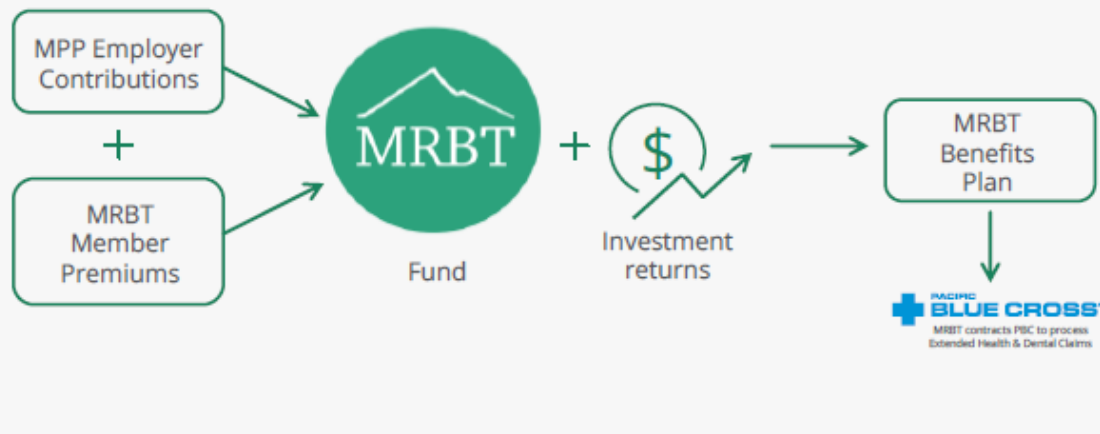 MPP Employer
Contributions
+
MRBT
Member
Premiums
MRBT
Fund
+
$
Investment
returns
MRBT
Benefits
Plan
PACIFIC
BLUE CROSS
MRBT contracts PBC to process
Extended Health & Dental Claims